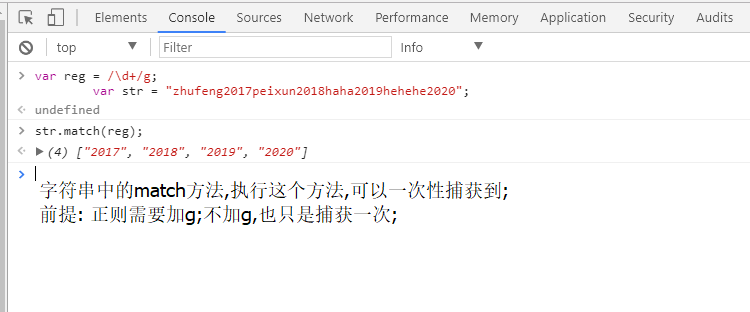 Elements Console Sources Network Performance Memory Application Security Audits
top Filter Info
var reg = /\d+/g;
var str = "zhufeng2017peixun2018haha2019hehehe2020";
undefined
str.match(reg);
(4) ["2017", "2018", "2019", "2020"]
字符串中的match方法,执行这个方法,可以一次性捕获到;
前提: 正则需要加g;不加g,也只是捕获一次;